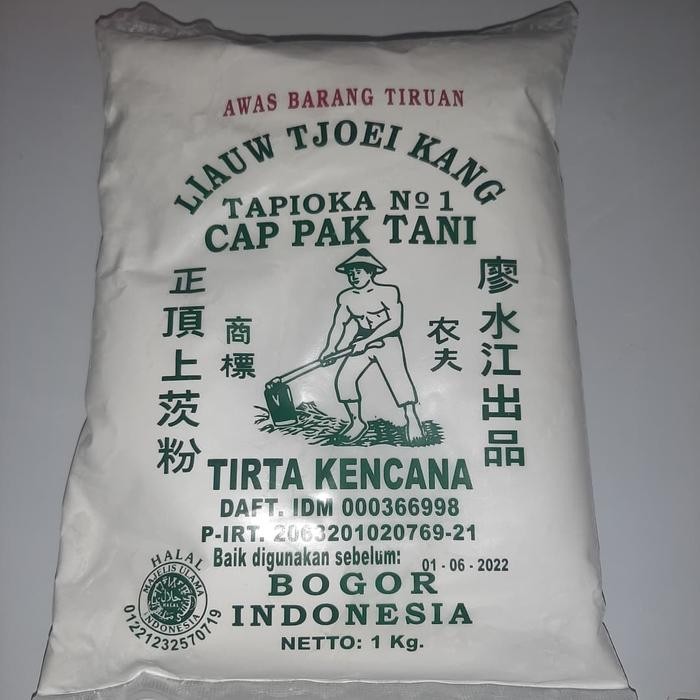 AWAS BARANG TIRUAN
LIAUW TJOEI KANG
TAPIOKA No 1
CAP PAK TANI
正頂上茨粉
商標
农夫
廖水江出品
TIRTA KENCANA
DAFT. IDM 000366998
P-IRT. 2063201020769-21
Baik digunakan sebelum: 01 - 06 - 2022
BOGOR
INDONESIA
NETTO: 1 Kg.
HALAL
MAJELIS ULAMA
حلال
HALAL
INDONESIA
01221232570719